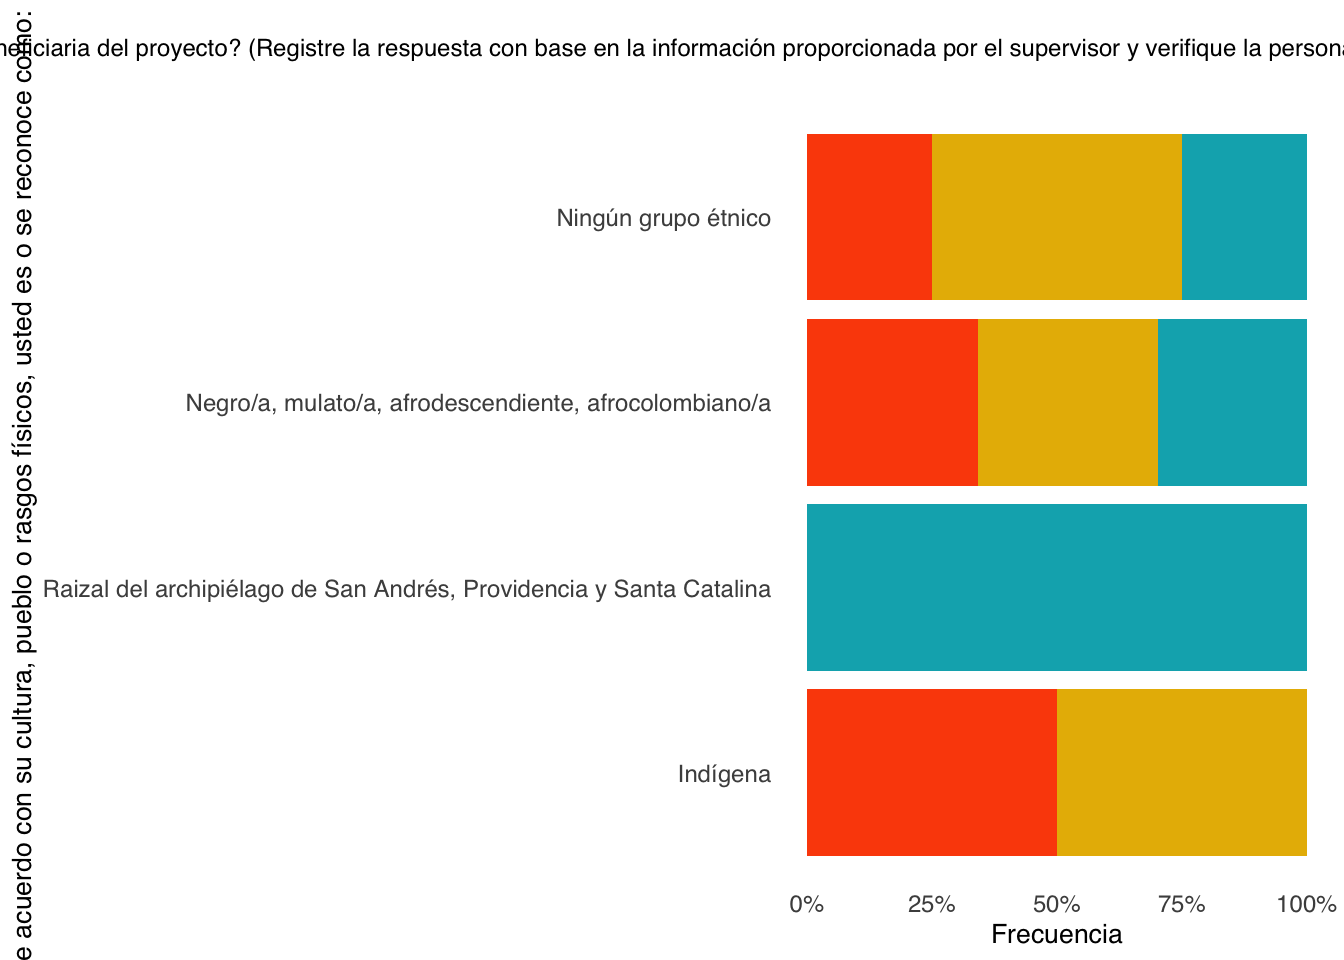 del proyecto? (Registre la respuesta con base en la información proporcionada por el supervisor y verifique la
e acuerdo con su cultura, pueblo o rasgos físicos, usted es o se reconoce como:
Ningún grupo étnico
Negro/a, mulato/a, afrodescendiente, afrocolombiano/a
Raizal del archipiélago de San Andrés, Providencia y Santa Catalina
Indígena
0% 25% 50% 75% 100%
Frecuencia